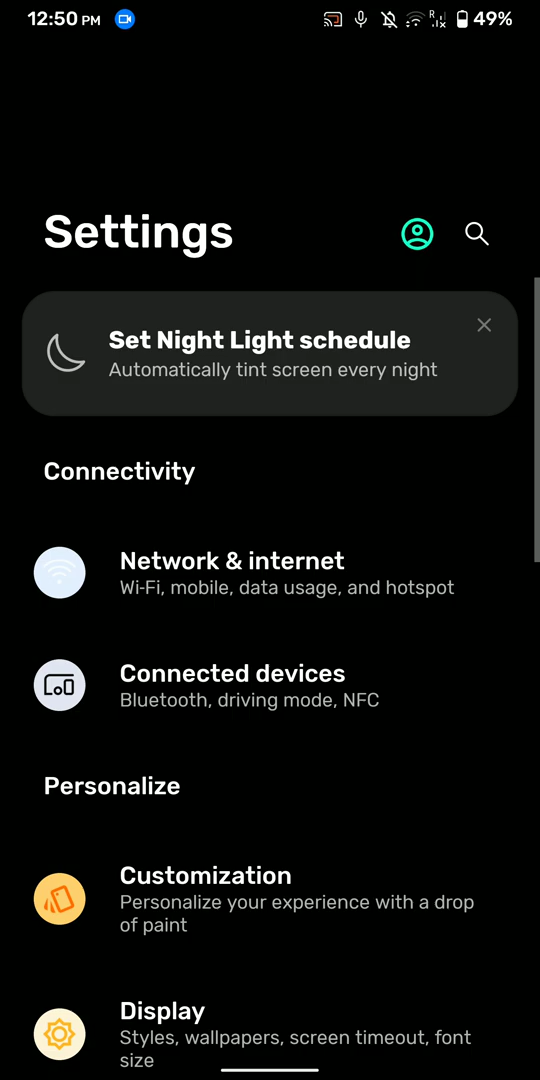 12:50 PM
R
49%
Settings
Set Night Light schedule
Automatically tint screen every night
Connectivity
Network & internet
Wi-Fi, mobile, data usage, and hotspot
Connected devices
Bluetooth, driving mode, NFC
Personalize
Customization
Personalize your experience with a drop
of paint
Display
Styles, wallpapers, screen timeout, font
size